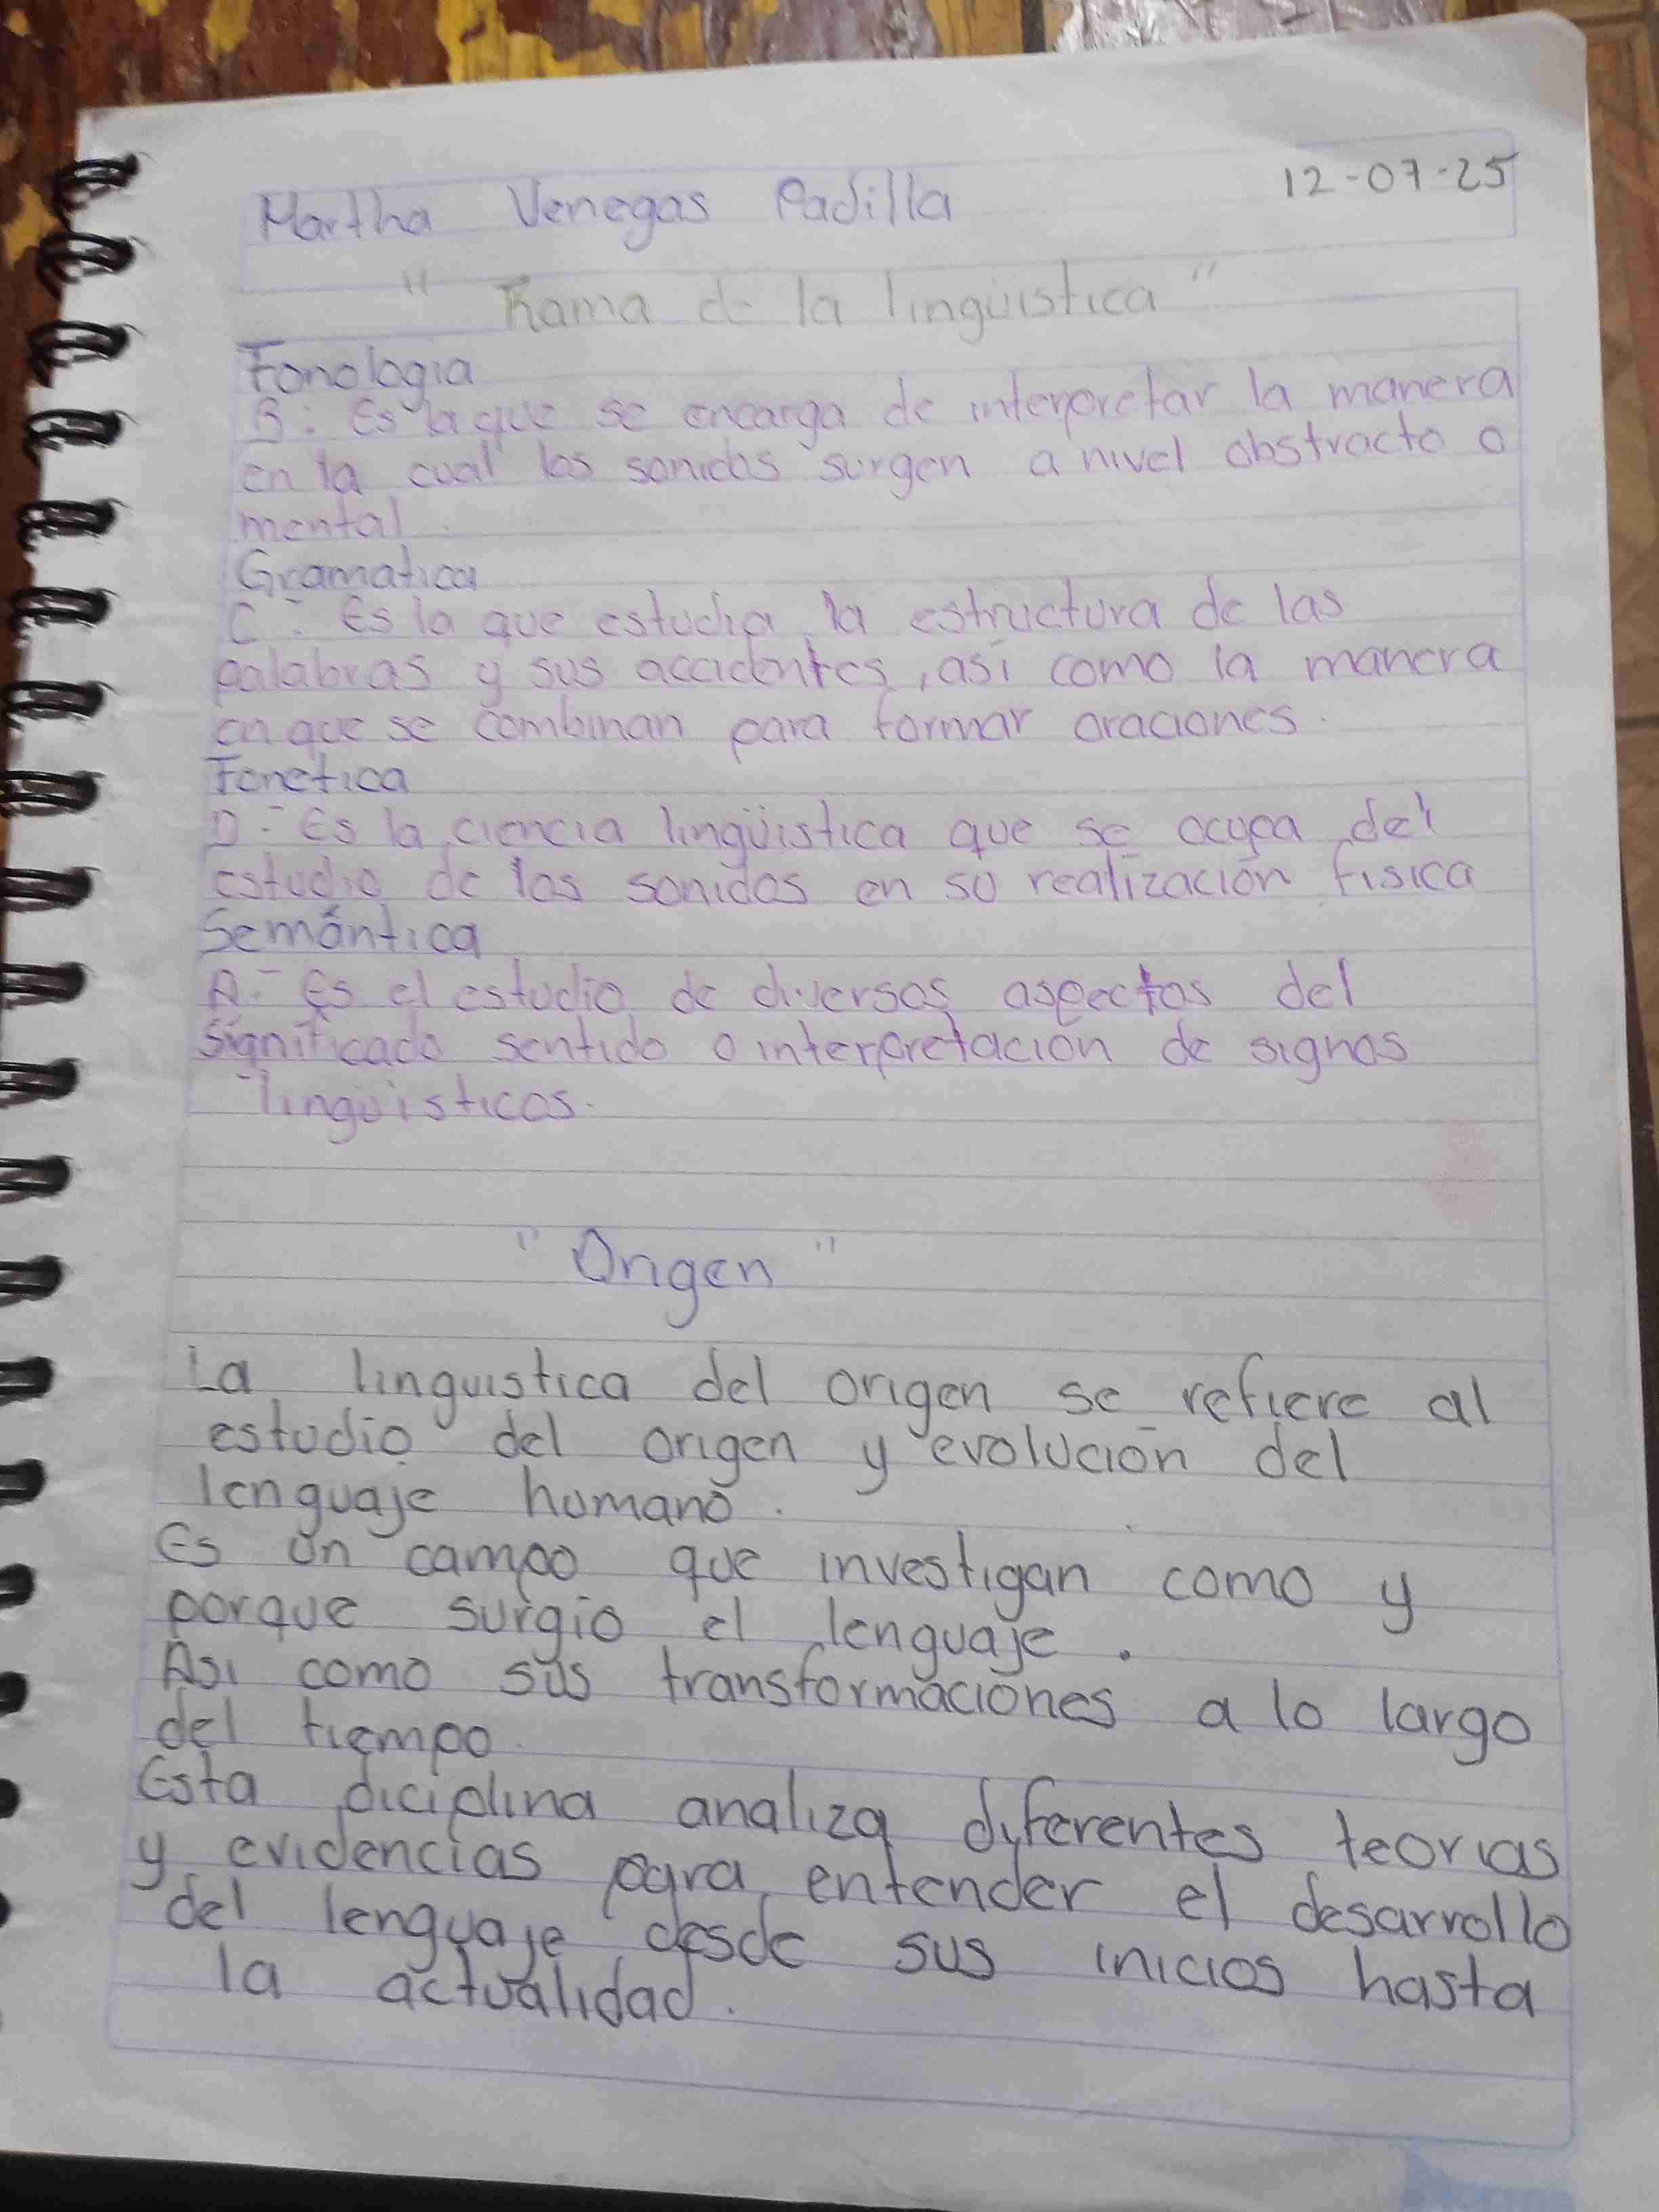 Martha Venegas Padilla 12-07-25
" Rama de la lingüistica "
Fonologia
B: Es la que se encarga de interpretar la manera
en la cual los sonidos surgen a nivel obstracto o
mental.
Gramatica
C.- Es la que estudia la estructura de las
palabras y sus accidentes, asi como la manera
en que se combinan para formar oraciones.
Fonetica
D.- Es la ciencia lingüistica que se ocupa del
estudio de los sonidos en su realización fisica
Semántica
A.- Es el estudio de diversos aspectos del
significado sentido o interpretación de signos
lingüisticos.
" Origen "
La linguistica del origen se refiere al
estudio del origen y evolución del
lenguaje humano.
Es un campo que investigan como y
porque surgio el lenguaje.
Asi como sus transformaciones a lo largo
del tiempo.
Esta diciplina analiza diferentes teorias
y evidencias para entender el desarrollo
del lenguaje desde sus inicios hasta
la actualidad.